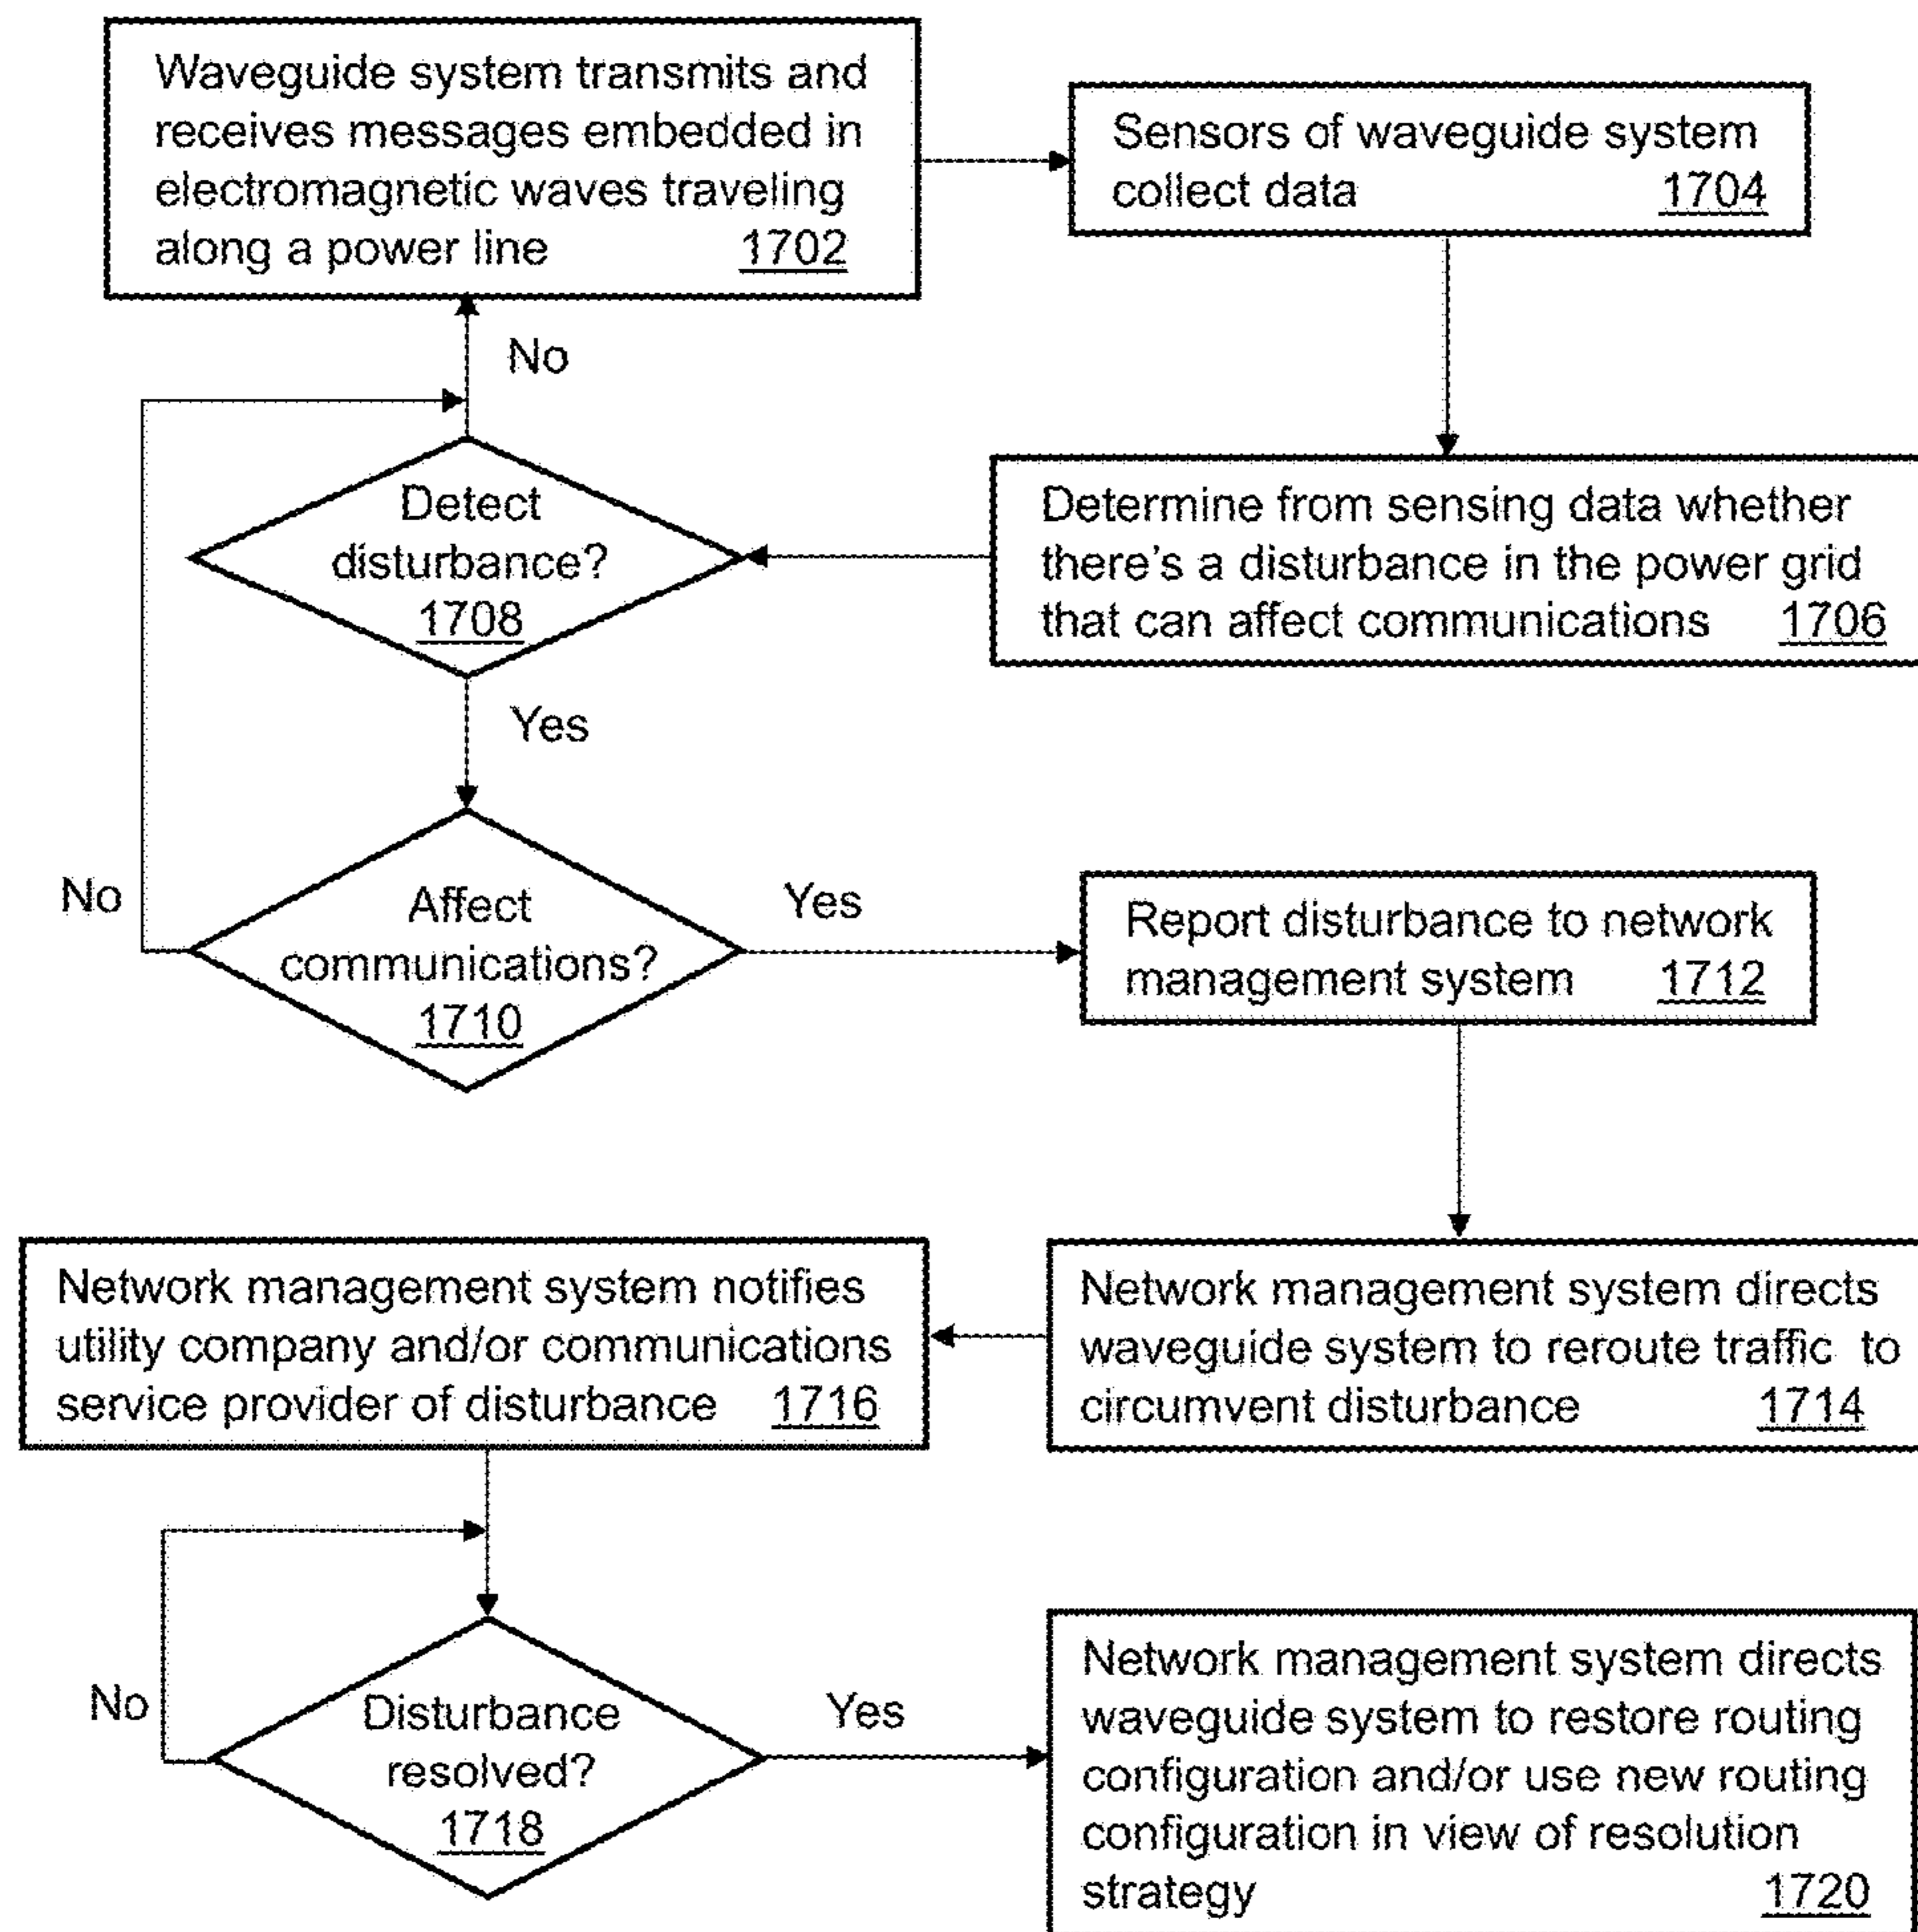 Waveguide system transmits and
receives messages embedded in
electromagnetic waves traveling
along a power line 1702
Sensors of waveguide system
collect data 1704
No
Determine from sensing data whether
there's a disturbance in the power grid
that can affect communications 1706
Detect
disturbance?
1708
Yes
No
Affect
communications?
1710
Yes
Report disturbance to network
management system 1712
Network management system directs
waveguide system to reroute traffic to
circumvent disturbance 1714
Network management system notifies
utility company and/or communications
service provider of disturbance 1716
No
Disturbance
resolved?
1718
Yes
Network management system directs
waveguide system to restore routing
configuration and/or use new routing
configuration in view of resolution
strategy 1720